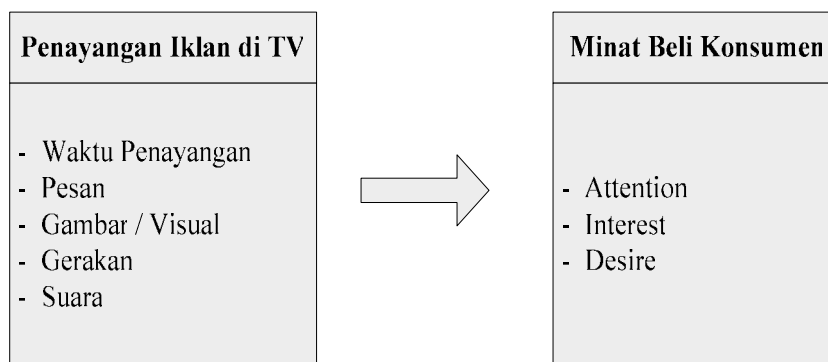 Penayangan Iklan di TV
- Waktu Penayangan
- Pesan
- Gambar / Visual
- Gerakan
- Suara
Minat Beli Konsumen
- Attention
- Interest
- Desire